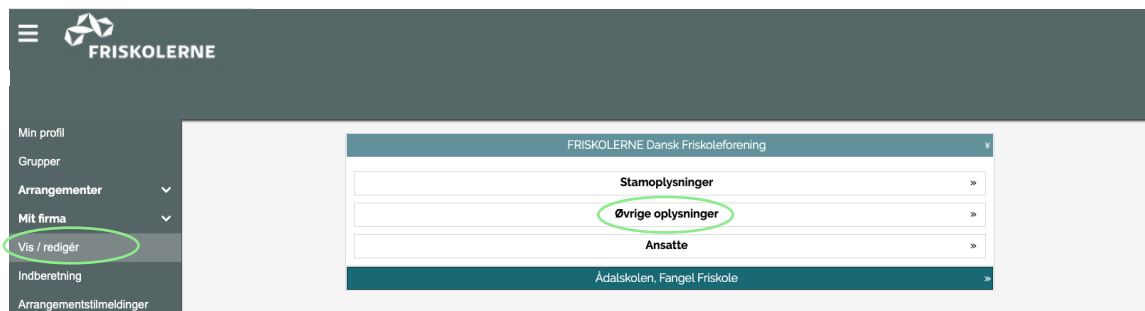 FRISKOLERNE
Min profil
Grupper
Arrangementer
Mit firma
Vis / redigér
Indberetning
Arrangementstilmeldinger
FRISKOLERNE Dansk Friskoleforening
Stamoplysninger
Øvrige oplysninger
Ansatte
Ådalskolen, Fangel Friskole